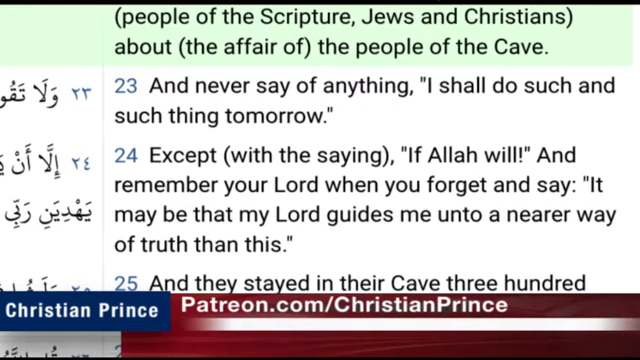 (people of the Scripture, Jews and Christians)
about (the affair of) the people of the Cave.
٢٣ وَلَا
23 And never say of anything, "I shall do such and
such thing tomorrow."
٢٤ إِلَّا أَنْ
24 Except (with the saying), "If Allah will!" And
remember your Lord when you forget and say: "It
يَهْدِيَنِ رَبِّي
may be that my Lord guides me unto a nearer way
of truth than this."
25 And they stayed in their Cave three hundred
Christian Prince
Patreon.com/ChristianPrince